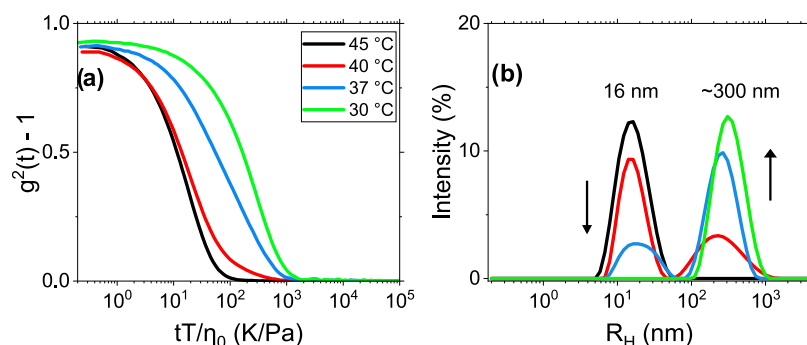 (a)
g²(t) - 1
1.0
0.5
0.0
10⁰ 10¹ 10² 10³ 10⁴ 10⁵
tT/η₀ (K/Pa)
45 °C
40 °C
37 °C
30 °C
(b)
16 nm ~300 nm
Intensity (%)
20
10
0
10⁰ 10¹ 10² 10³
R_H (nm)